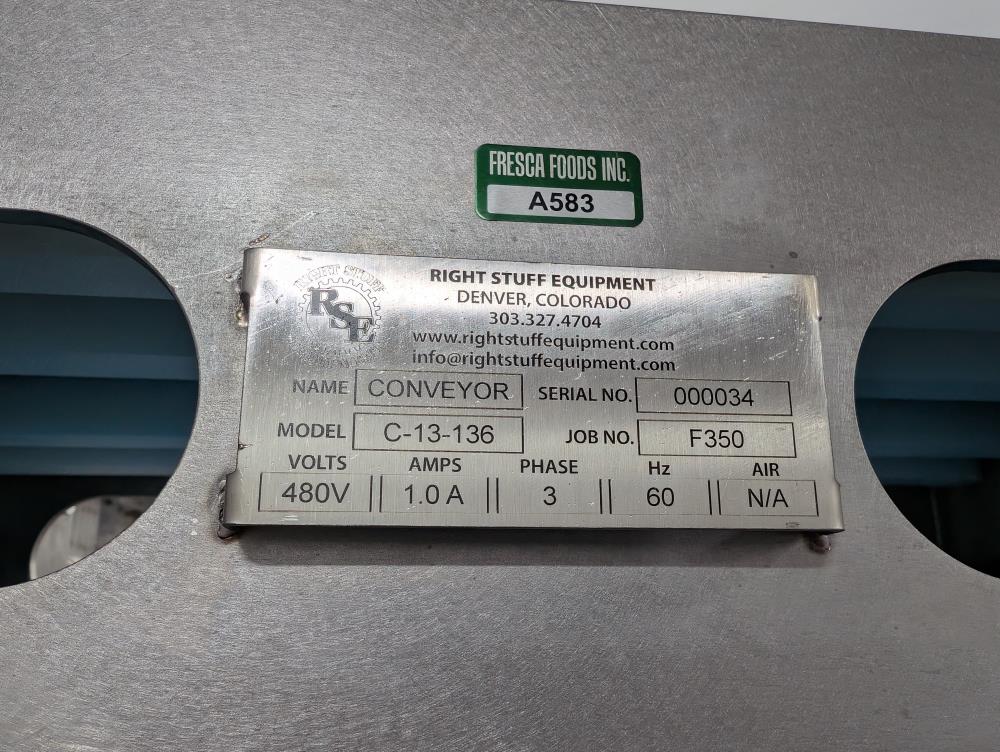 FRESCA FOODS INC.
A583
RIGHT STUFF
RSE
RIGHT STUFF EQUIPMENT
DENVER, COLORADO
303.327.4704
www.rightstuffequipment.com
info@rightstuffequipment.com
NAME CONVEYOR SERIAL NO. 000034
MODEL C-13-136 JOB NO. F350
VOLTS AMPS PHASE Hz AIR
480V 1.0 A 3 60 N/A